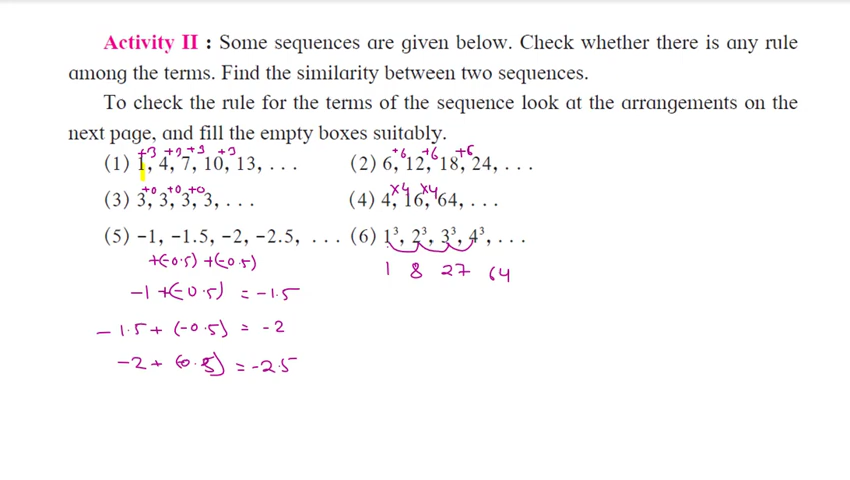 Activity II : Some sequences are given below. Check whether there is any rule
among the terms. Find the similarity between two sequences.
To check the rule for the terms of the sequence look at the arrangements on the
next page, and fill the empty boxes suitably.
+3 +3 +3 +3 +6 +6 +6
(1) 1, 4, 7, 10, 13, . . . (2) 6, 12, 18, 24, . . .
+0 +0 +0 ×4 ×4
(3) 3, 3, 3, 3, . . . (4) 4, 16, 64, . . .
(5) −1, −1.5, −2, −2.5, . . . (6) 1³, 2³, 3³, 4³, . . .
+(-0.5) +(-0.5) 1 8 27 64
-1 +(-0.5) = -1.5
-1.5 + (-0.5) = -2
-2 + (0.5) = -2.5